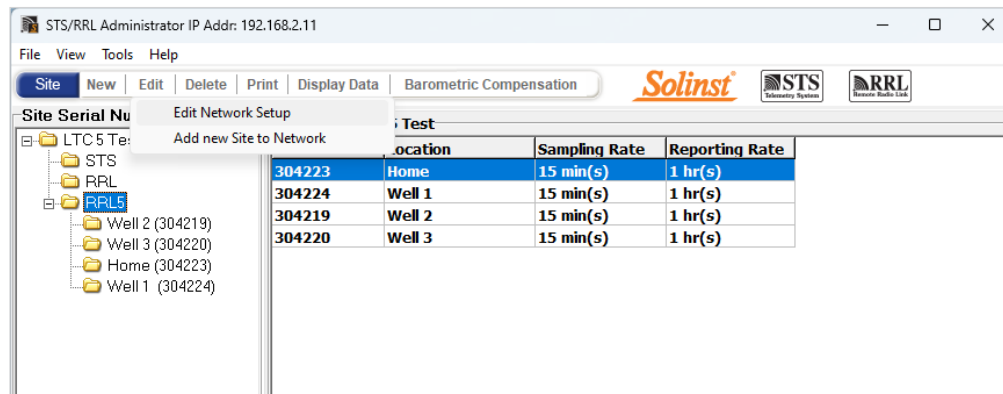 STS/RRL Administrator IP Addr: 192.168.2.11
File View Tools Help
Site New Edit Delete Print Display Data Barometric Compensation Solinst STS Telemetry System RRL Remote Radio Link
Edit Network Setup
Add new Site to Network
Site Serial Nu
Test
LTC 5 Te
STS
RRL
RRL5
Well 2 (304219)
Well 3 (304220)
Home (304223)
Well 1 (304224)
ocation Sampling Rate Reporting Rate
304223 Home 15 min(s) 1 hr(s)
304224 Well 1 15 min(s) 1 hr(s)
304219 Well 2 15 min(s) 1 hr(s)
304220 Well 3 15 min(s) 1 hr(s)